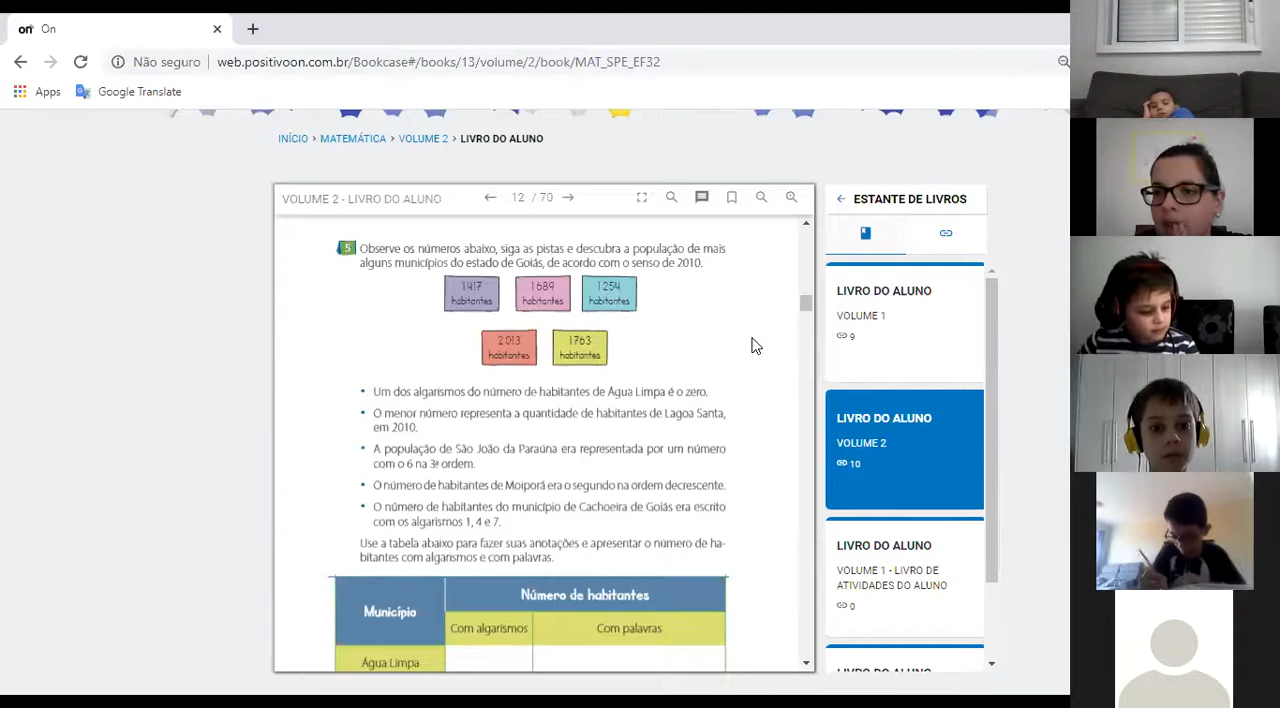 on On
Não seguro web.positivoon.com.br/Bookcase#/books/13/volume/2/book/MAT_SPE_EF32
Apps Google Translate
INÍCIO > MATEMÁTICA > VOLUME 2 > LIVRO DO ALUNO
VOLUME 2 - LIVRO DO ALUNO 12 / 70
5 Observe os números abaixo, siga as pistas e descubra a população de mais
alguns municípios do estado de Goiás, de acordo com o senso de 2010.
1417 1689 1254
habitantes habitantes habitantes
2 013 1763
habitantes habitantes
• Um dos algarismos do número de habitantes de Água Limpa é o zero.
• O menor número representa a quantidade de habitantes de Lagoa Santa,
em 2010.
• A população de São João da Paraúna era representada por um número
com o 6 na 3ª ordem.
• O número de habitantes de Moiporá era o segundo na ordem decrescente.
• O número de habitantes do município de Cachoeira de Goiás era escrito
com os algarismos 1, 4 e 7.
Use a tabela abaixo para fazer suas anotações e apresentar o número de ha-
bitantes com algarismos e com palavras.
Município Número de habitantes
Com algarismos Com palavras
Água Limpa
ESTANTE DE LIVROS
LIVRO DO ALUNO
VOLUME 1
9
LIVRO DO ALUNO
VOLUME 2
10
LIVRO DO ALUNO
VOLUME 1 - LIVRO DE
ATIVIDADES DO ALUNO
0
LIVRO DO ALUNO